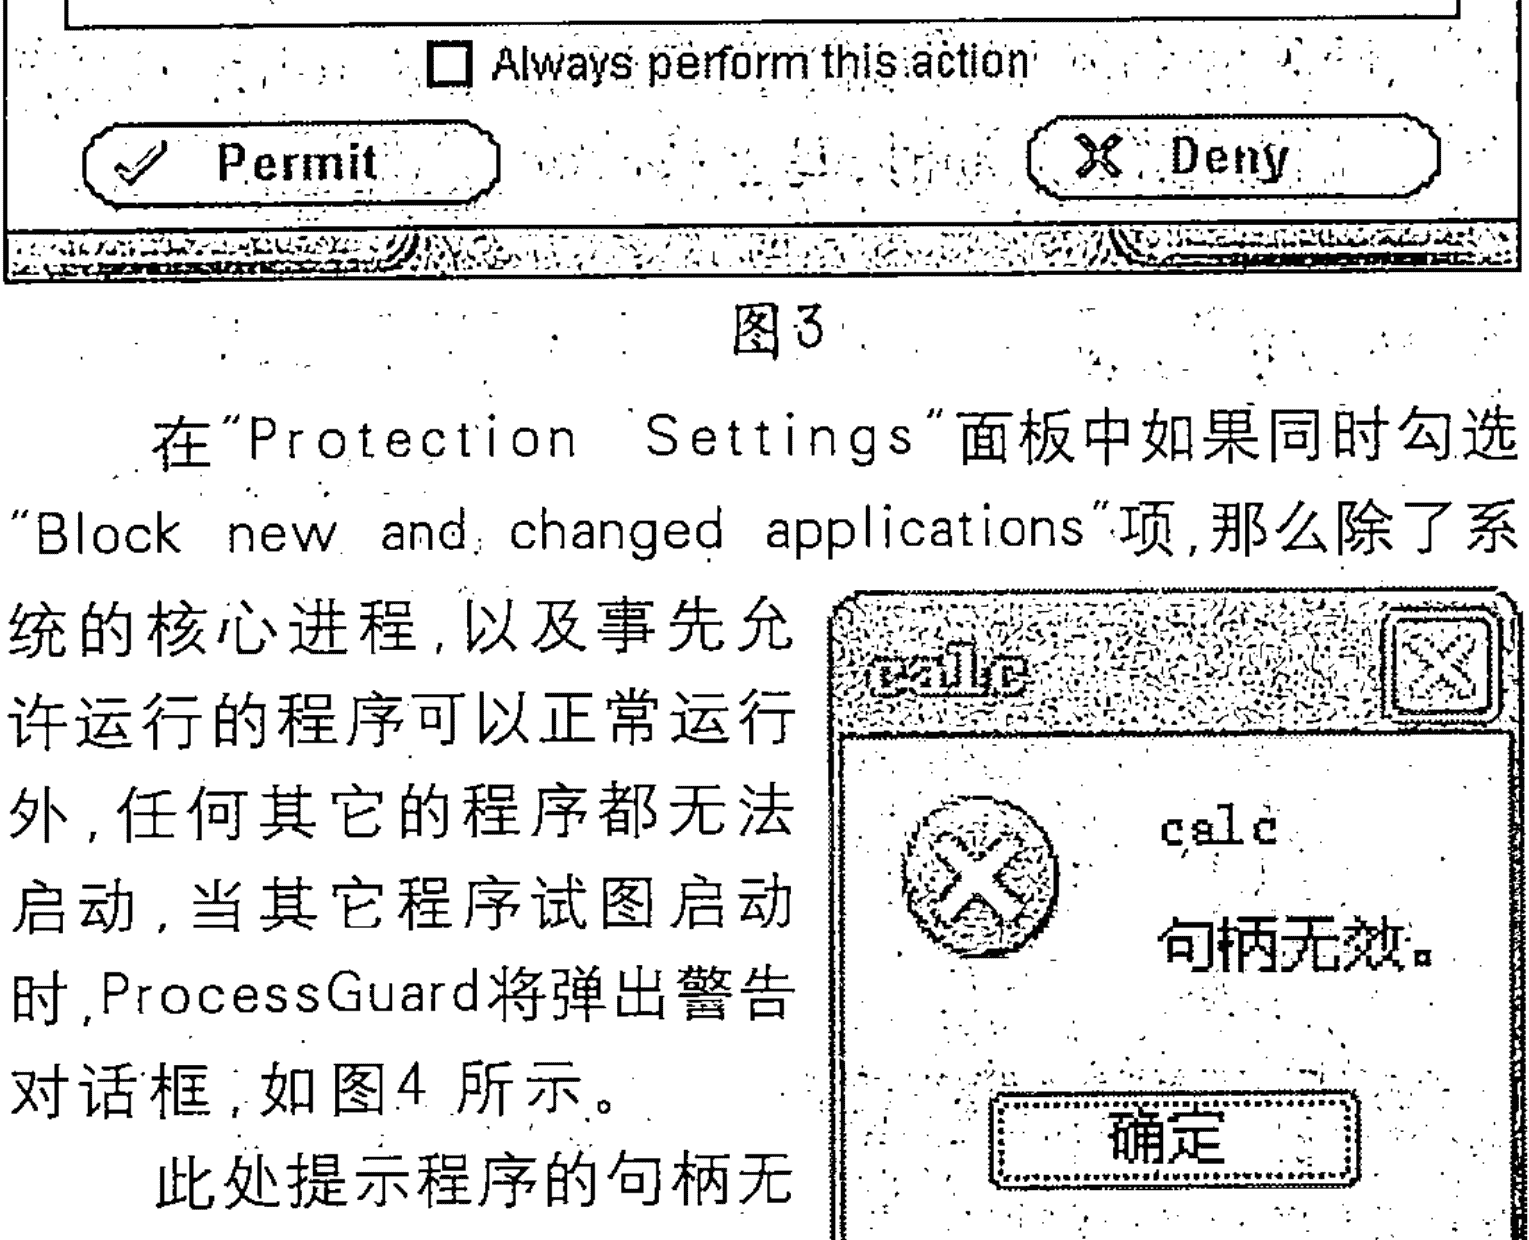 Always perform this action
Permit
Deny
图3
在“Protection Settings”面板中如果同时勾选
“Block new and changed applications”项,那么除了系
统的核心进程,以及事先允
许运行的程序可以正常运行
外,任何其它的程序都无法
启动,当其它程序试图启动
时,ProcessGuard将弹出警告
对话框,如图4 所示。
此处提示程序的句柄无
calc
calc
句柄无效。
确定